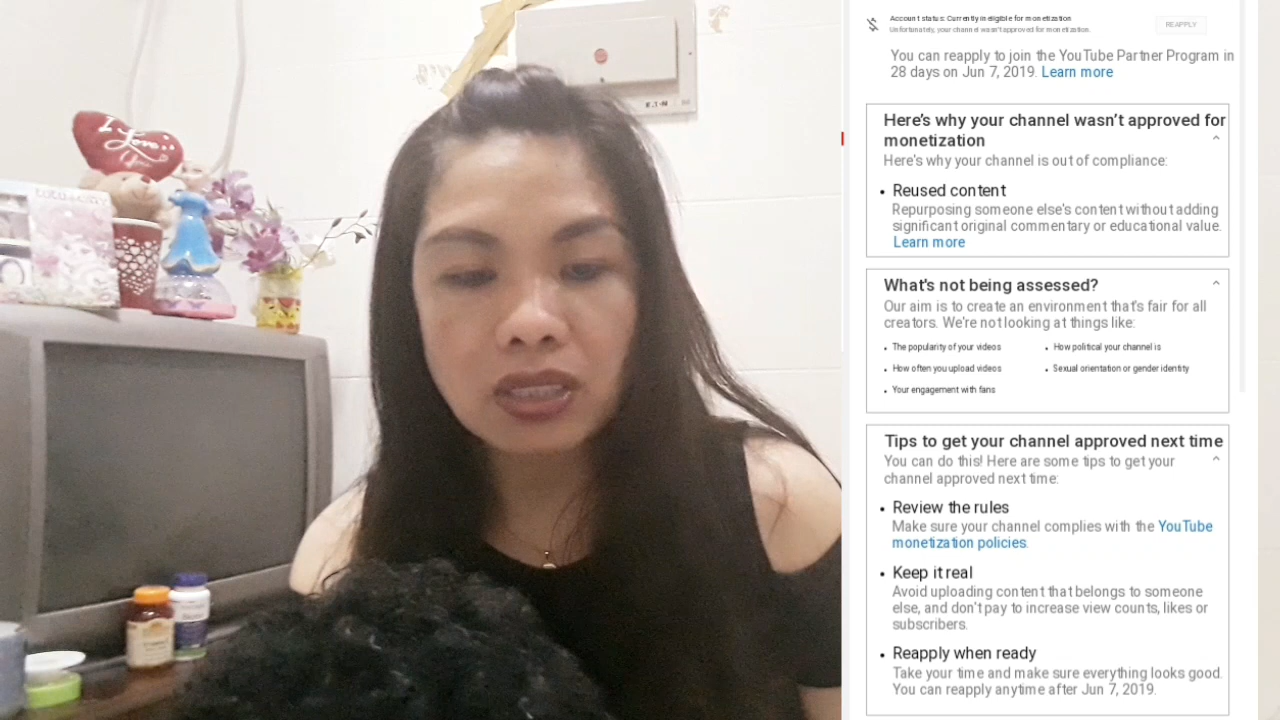 I
Love
E·T·N
Account status: Currently ineligible for monetization
REAPPLY
Unfortunately, your channel wasn't approved for monetization.
You can reapply to join the YouTube Partner Program in
28 days on Jun 7, 2019. Learn more
Here's why your channel wasn't approved for
monetization
Here's why your channel is out of compliance:
• Reused content
Repurposing someone else's content without adding
significant original commentary or educational value.
Learn more
What's not being assessed?
Our aim is to create an environment that's fair for all
creators. We're not looking at things like:
• The popularity of your videos
• How political your channel is
• How often you upload videos
• Sexual orientation or gender identity
• Your engagement with fans
Tips to get your channel approved next time
You can do this! Here are some tips to get your
channel approved next time:
• Review the rules
Make sure your channel complies with the YouTube
monetization policies.
• Keep it real
Avoid uploading content that belongs to someone
else, and don't pay to increase view counts, likes or
subscribers.
• Reapply when ready
Take your time and make sure everything looks good.
You can reapply anytime after Jun 7, 2019.